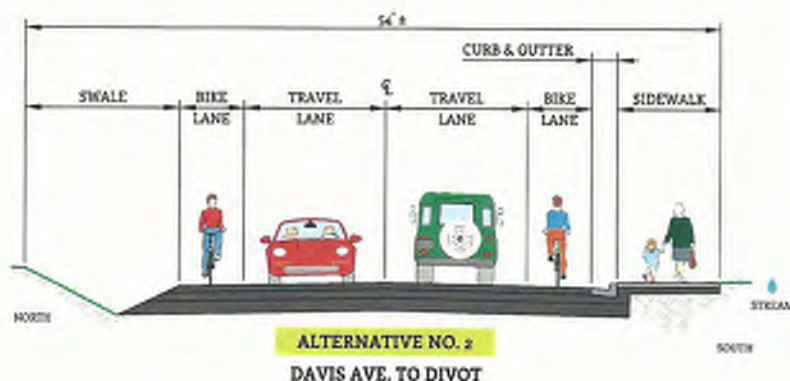 54' ±
CURB & GUTTER
℄
SWALE
BIKE LANE
TRAVEL LANE
TRAVEL LANE
BIKE LANE
SIDEWALK
NORTH
STREAM
SOUTH
ALTERNATIVE NO. 2
DAVIS AVE. TO DIVOT